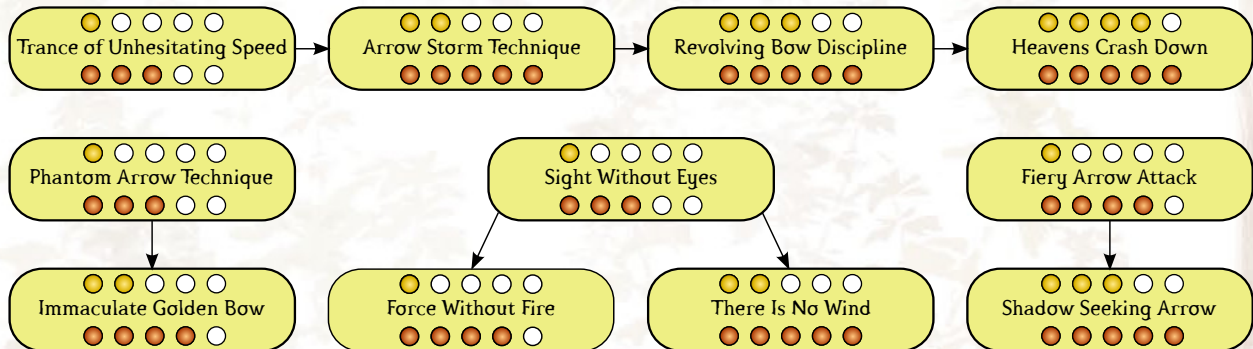 Trance of Unhesitating Speed
Arrow Storm Technique
Revolving Bow Discipline
Heavens Crash Down
Phantom Arrow Technique
Sight Without Eyes
Fiery Arrow Attack
Immaculate Golden Bow
Force Without Fire
There Is No Wind
Shadow Seeking Arrow